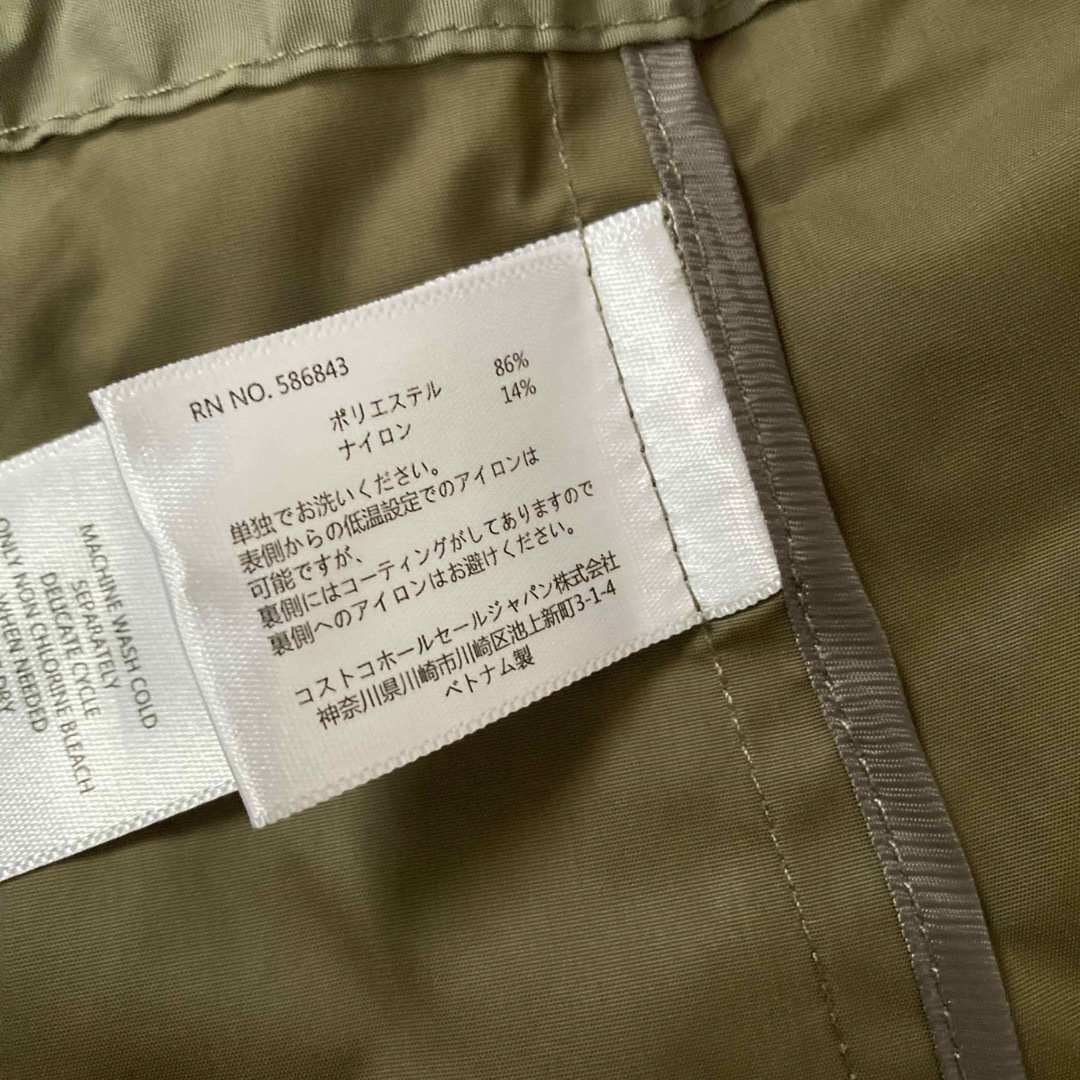 RN NO. 586843
ポリエステル 86%
ナイロン 14%
単独でお洗いください。
表側からの低温設定でのアイロンは
可能ですが、
裏側にはコーティングがしてありますので
裏側へのアイロンはお避けください。
コストコホールセールジャパン株式会社
神奈川県川崎市川崎区池上新町3-1-4
ベトナム製
MACHINE WASH COLD
SEPARATELY
DELICATE CYCLE
ONLY NON CHLORINE BLEACH
WHEN NEEDED
DRY